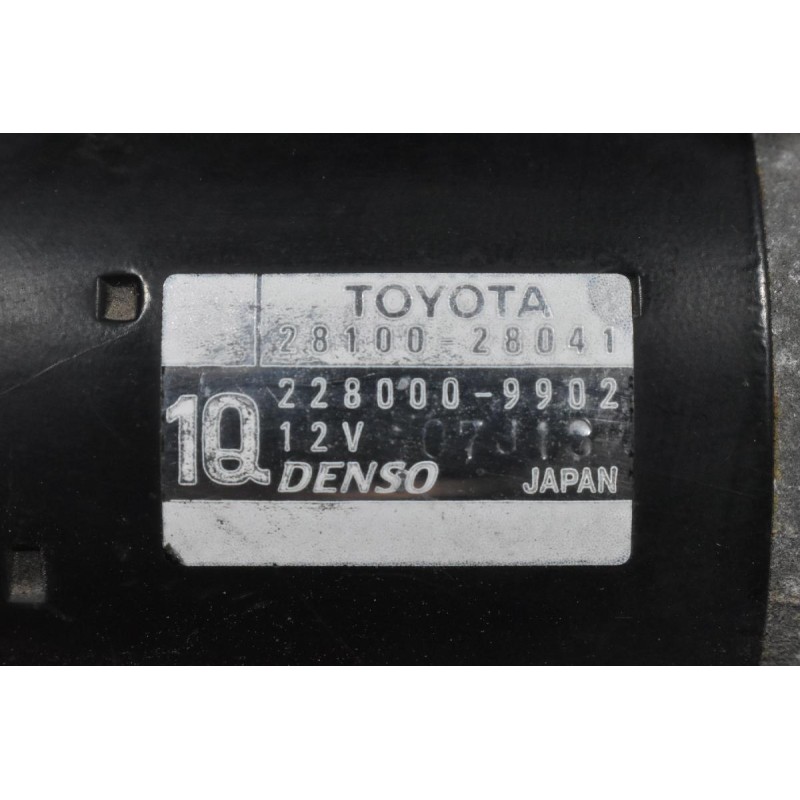 TOYOTA
28100-28041
228000-9902
1Q
12V
DENSO JAPAN